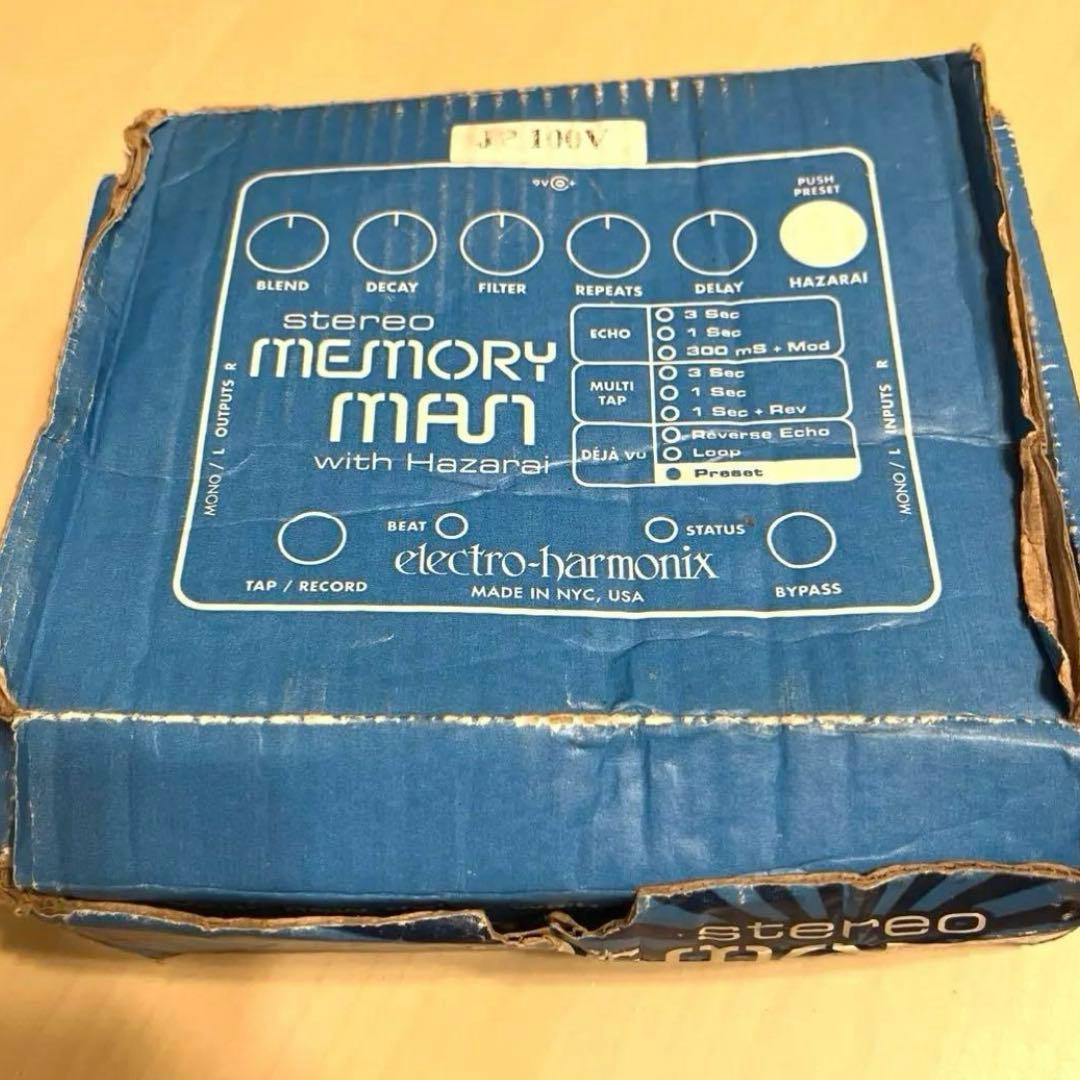 JP 100V
9V +
PUSH
PRESET
BLEND
DECAY
FILTER
REPEATS
DELAY
HAZARAI
stereo
MEMORY
MAN
with Hazarai
ECHO
3 Sec
1 Sec
300 mS + Mod
MULTI
TAP
3 Sec
1 Sec
1 Sec + Rev
DÉJÀ VU
Reverse Echo
Loop
Preset
MONO / L OUTPUTS R
MONO / L INPUTS R
BEAT
STATUS
electro-harmonix
TAP / RECORD
MADE IN NYC, USA
BYPASS
stereo